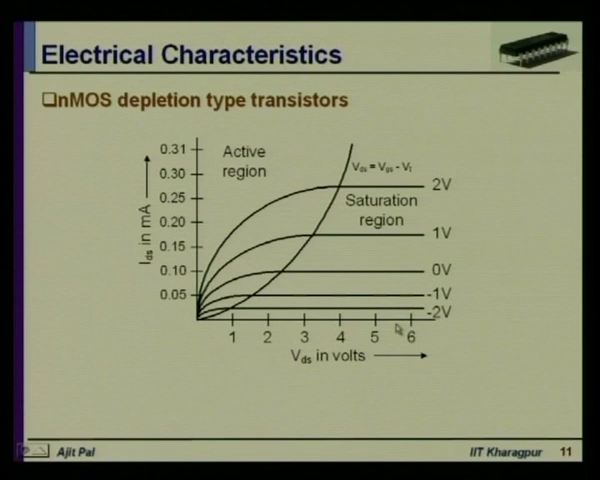 Electrical Characteristics
❑nMOS depletion type transistors
Active
region
Vds = Vgs - Vt
Saturation
region
0.31
0.30
0.25
0.20
0.15
0.10
0.05
Ids in mA
2V
1V
0V
-1V
-2V
1 2 3 4 5 6
Vds in volts
Ajit Pal
IIT Kharagpur 11